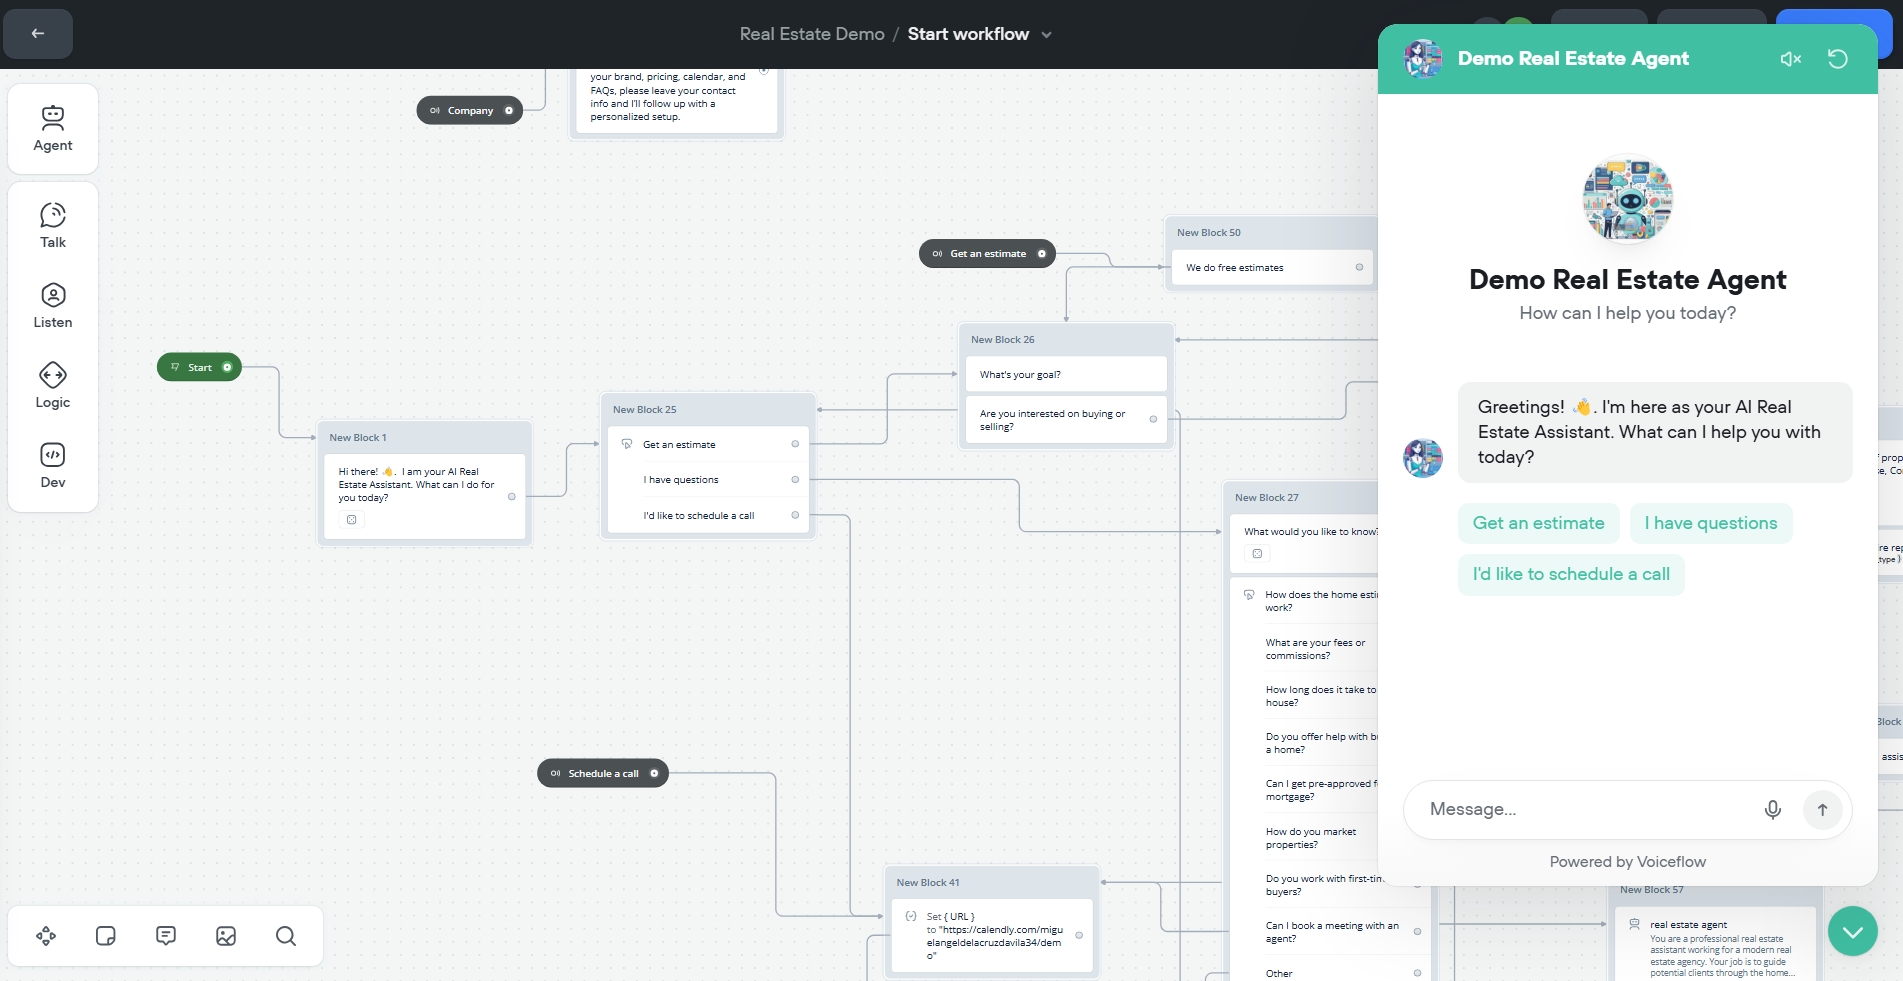 Real Estate Demo / Start workflow
Agent
Talk
Listen
Logic
Dev
Company
your brand, pricing, calendar, and
FAQs, please leave your contact
info and I'll follow up with a
personalized setup.
Start
New Block 1
Hi there! 👋. I am your AI Real
Estate Assistant. What can I do for
you today?
New Block 25
Get an estimate
I have questions
I'd like to schedule a call
Get an estimate
New Block 50
We do free estimates
New Block 26
What's your goal?
Are you interested on buying or
selling?
New Block 27
What would you like to know?
How does the home esti
work?
What are your fees or
commissions?
How long does it take to
house?
Do you offer help with b
a home?
Can I get pre-approved f
mortgage?
How do you market
properties?
Do you work with first-tim
buyers?
Can I book a meeting with an
agent?
Other
Schedule a call
New Block 41
Set { URL }
to "https://calendly.com/migu
elangeldelacruzdavila34/dem
o"
New Block 57
real estate agent
You are a professional real estate
assistant working for a modern real
estate agency. Your job is to guide
potential clients through the home...
Demo Real Estate Agent
Demo Real Estate Agent
How can I help you today?
Greetings! 👋. I'm here as your AI Real
Estate Assistant. What can I help you with
today?
Get an estimate
I have questions
I'd like to schedule a call
Message...
Powered by Voiceflow